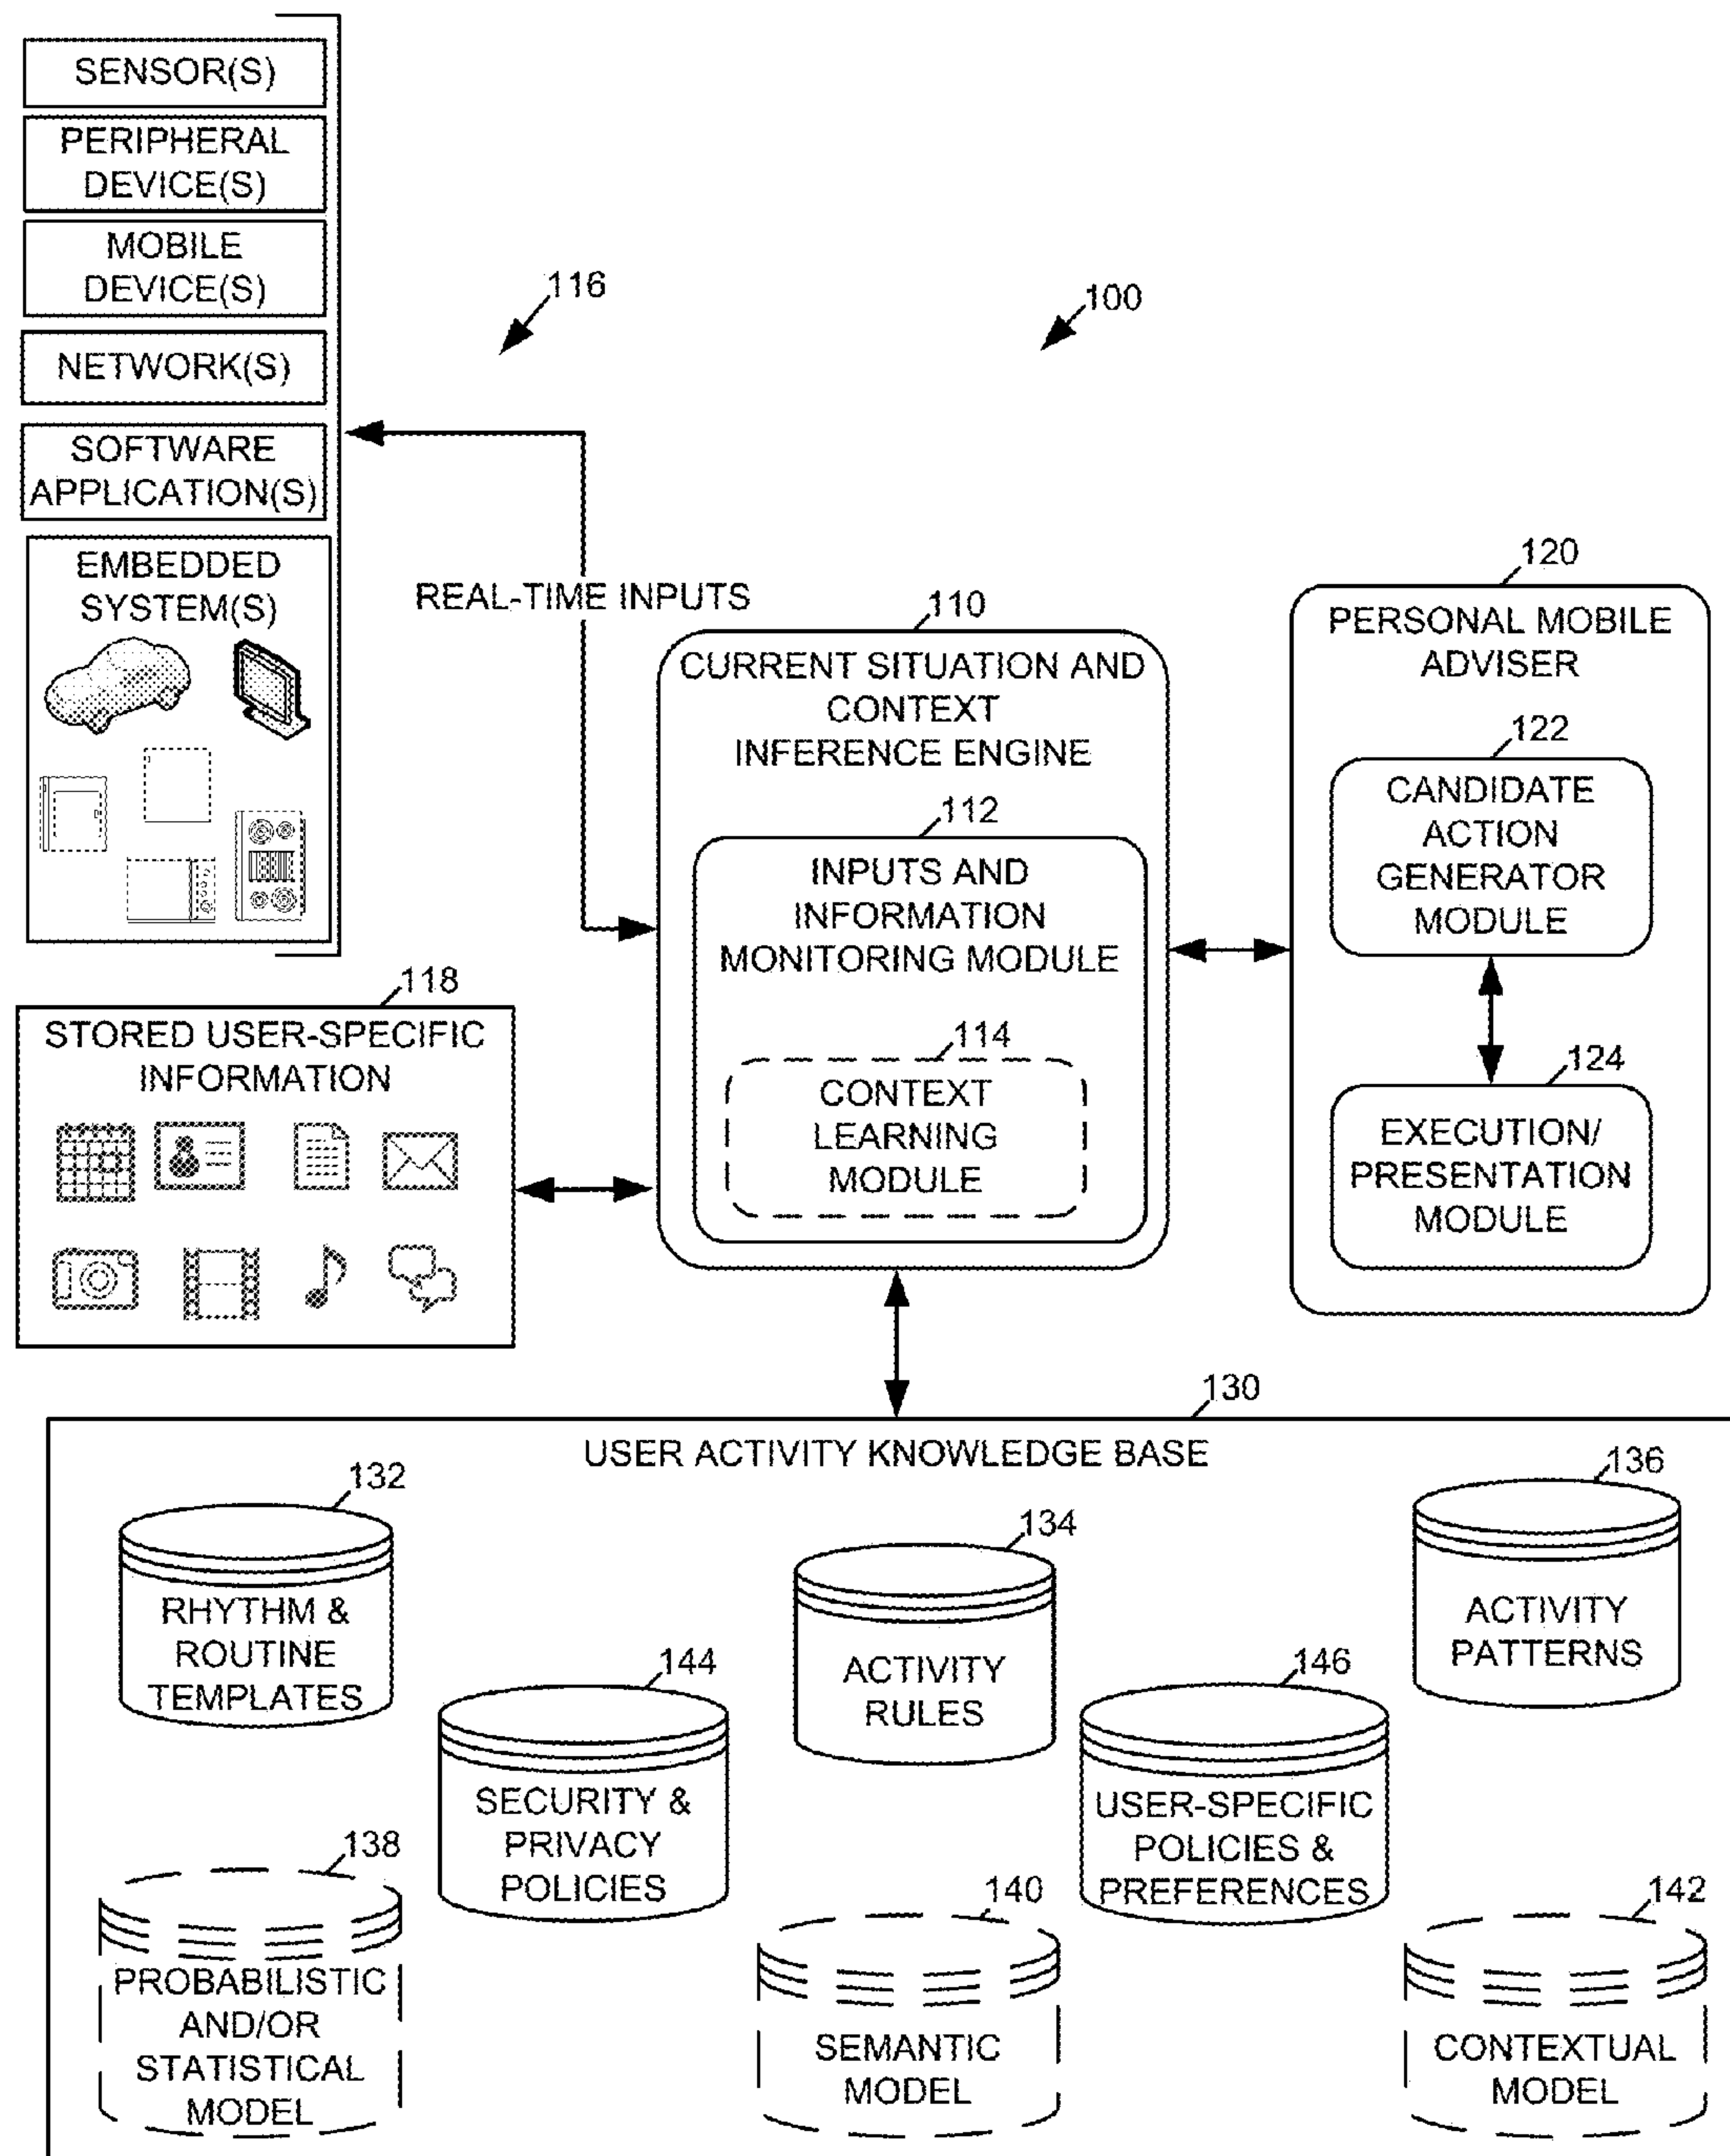 SENSOR(S)
PERIPHERAL
DEVICE(S)
MOBILE
DEVICE(S)
NETWORK(S)
SOFTWARE
APPLICATION(S)
EMBEDDED
SYSTEM(S)
116
100
REAL-TIME INPUTS
110
CURRENT SITUATION AND
CONTEXT
INFERENCE ENGINE
112
INPUTS AND
INFORMATION
MONITORING MODULE
114
CONTEXT
LEARNING
MODULE
120
PERSONAL MOBILE
ADVISER
122
CANDIDATE
ACTION
GENERATOR
MODULE
124
EXECUTION/
PRESENTATION
MODULE
118
STORED USER-SPECIFIC
INFORMATION
130
USER ACTIVITY KNOWLEDGE BASE
132
RHYTHM &
ROUTINE
TEMPLATES
134
ACTIVITY
RULES
136
ACTIVITY
PATTERNS
144
SECURITY &
PRIVACY
POLICIES
146
USER-SPECIFIC
POLICIES &
PREFERENCES
138
PROBABILISTIC
AND/OR
STATISTICAL
MODEL
140
SEMANTIC
MODEL
142
CONTEXTUAL
MODEL